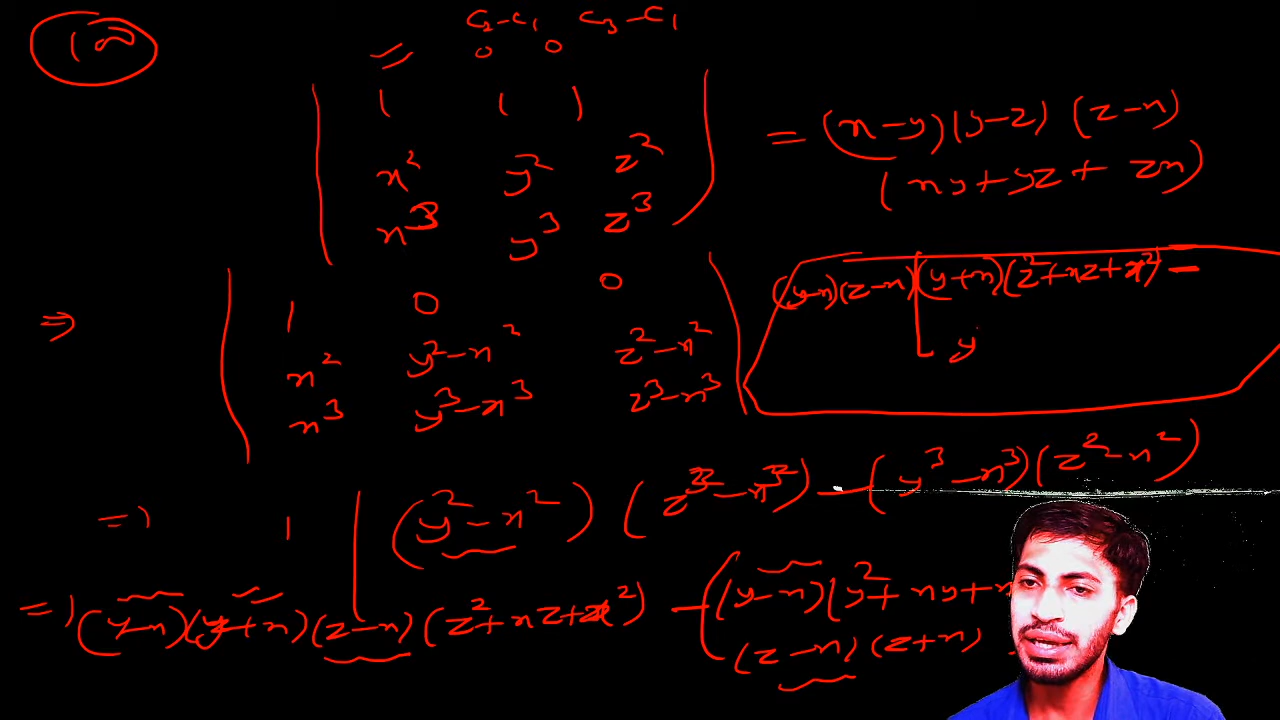 10
C₂-C₁ C₃-C₁
= 0 0
| 1 1 1 |
| x² y² z² | = (x-y)(y-z)(z-x)
| x³ y³ z³ | (xy+yz+zx)
⇒ | 1 0 0 |
| x² y²-x² z²-x² |
| x³ y³-x³ z³-x³ |
(y-x)(z-x)[(y+x)(z²+xz+x²) -
y
⇒ 1 | (y²-x²)(z³-x³) - (y³-x³)(z²-x²)
⇒ (y-x)(y+x)(z-x)(z²+xz+x²) - [(y-x)(y²+xy+
(z-x)(z+x)